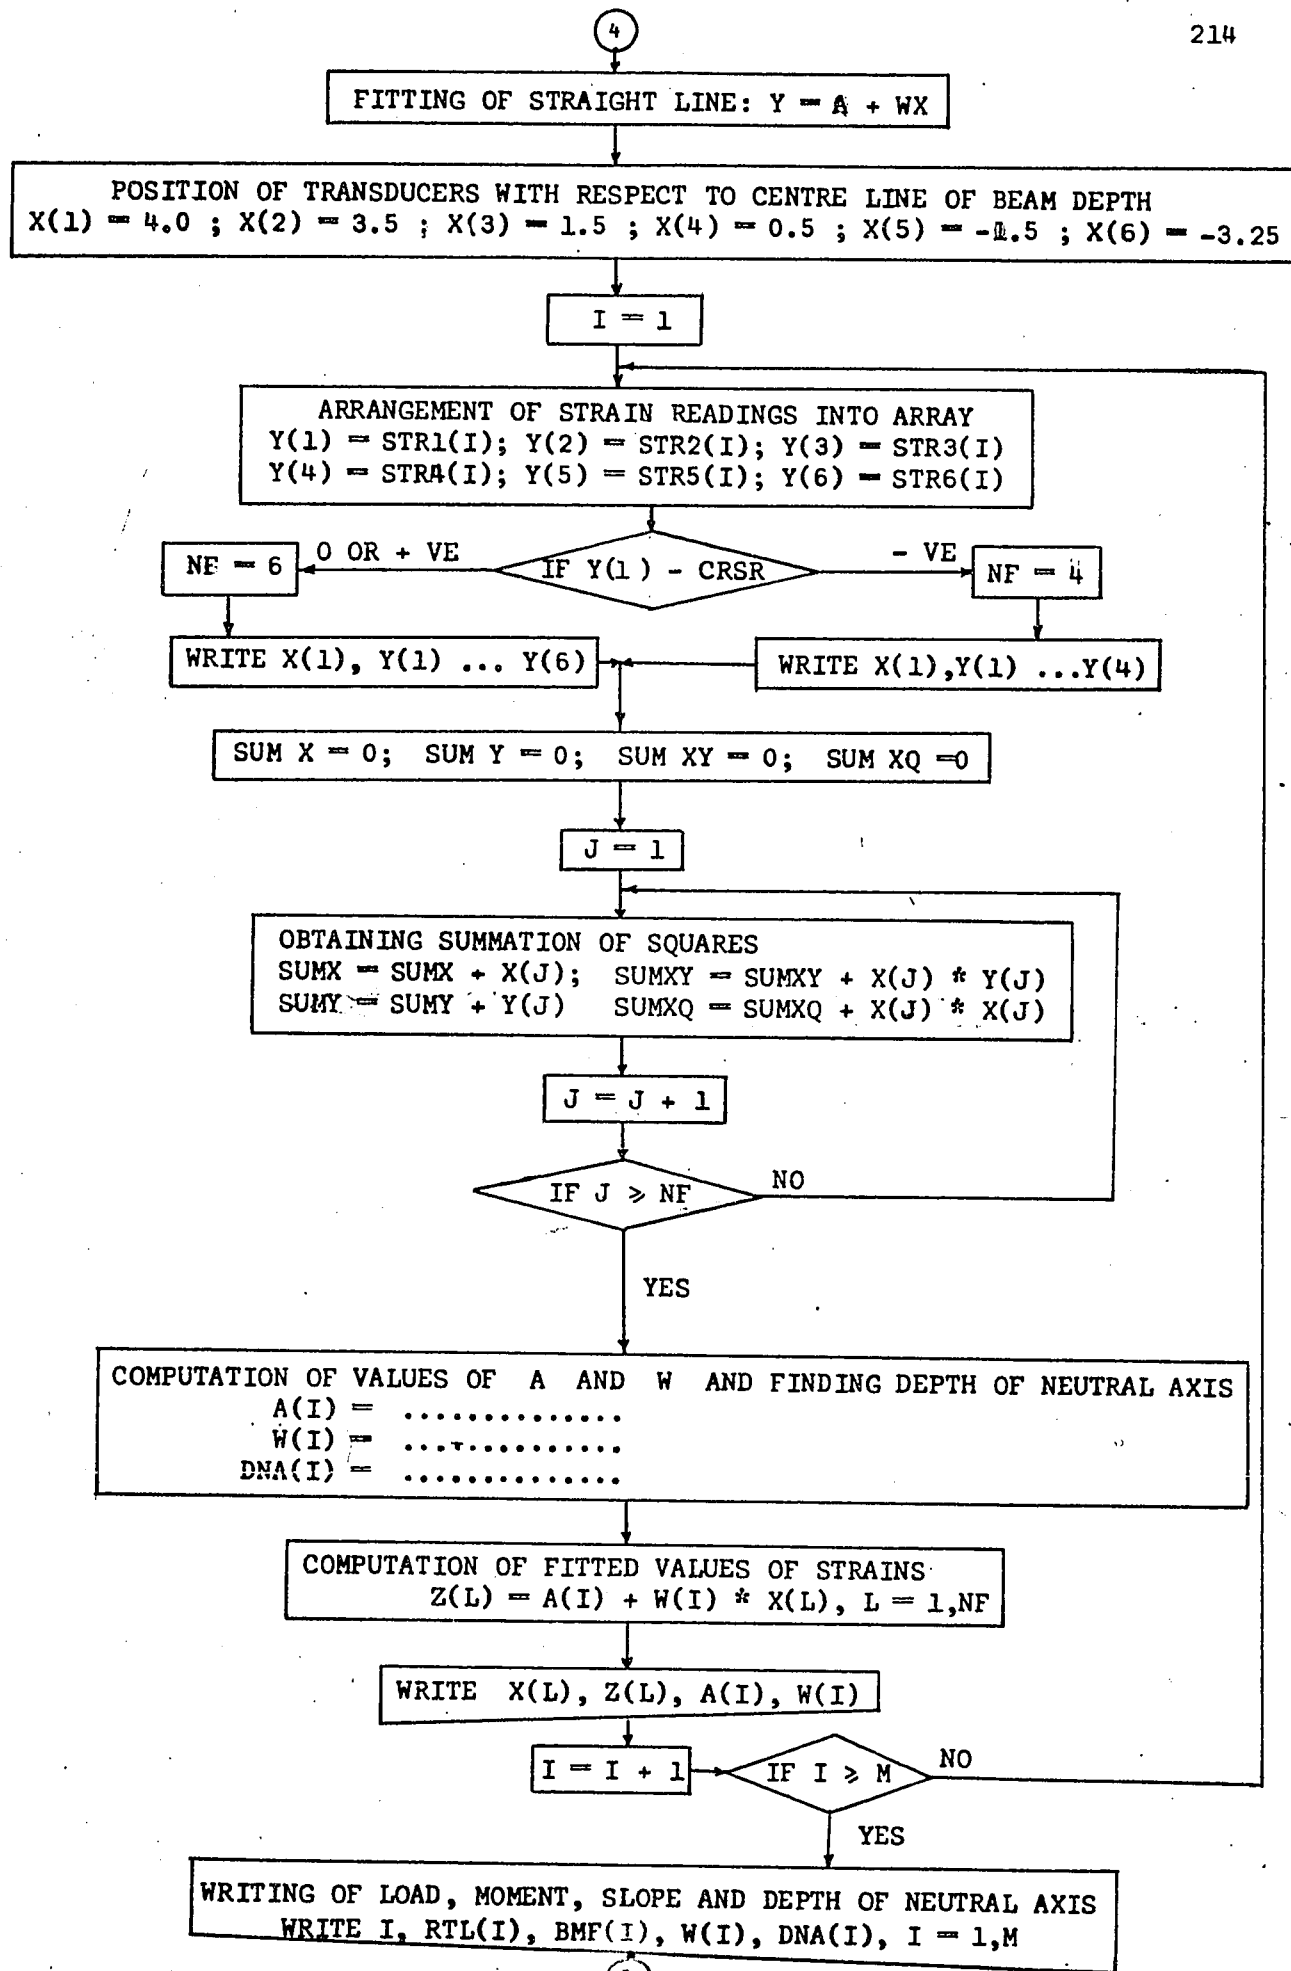 4
214
FITTING OF STRAIGHT LINE: Y = A + WX
POSITION OF TRANSDUCERS WITH RESPECT TO CENTRE LINE OF BEAM DEPTH
X(1) = 4.0 ; X(2) = 3.5 ; X(3) = 1.5 ; X(4) = 0.5 ; X(5) = -1.5 ; X(6) = -3.25
I = 1
ARRANGEMENT OF STRAIN READINGS INTO ARRAY
Y(1) = STR1(I); Y(2) = STR2(I); Y(3) = STR3(I)
Y(4) = STR4(I); Y(5) = STR5(I); Y(6) = STR6(I)
NF = 6
0 OR + VE
IF Y(1) - CRSR
- VE
NF = 4
WRITE X(1), Y(1) ... Y(6)
WRITE X(1),Y(1) ...Y(4)
SUM X = 0; SUM Y = 0; SUM XY = 0; SUM XQ =0
J = 1
OBTAINING SUMMATION OF SQUARES
SUMX = SUMX + X(J); SUMXY = SUMXY + X(J) * Y(J)
SUMY = SUMY + Y(J) SUMXQ = SUMXQ + X(J) * X(J)
J = J + 1
IF J ⩾ NF
NO
YES
COMPUTATION OF VALUES OF A AND W AND FINDING DEPTH OF NEUTRAL AXIS
A(I) = ..............
W(I) = ..............
DNA(I) = ..............
COMPUTATION OF FITTED VALUES OF STRAINS
Z(L) = A(I) + W(I) * X(L), L = 1,NF
WRITE X(L), Z(L), A(I), W(I)
I = I + 1
IF I ⩾ M
NO
YES
WRITING OF LOAD, MOMENT, SLOPE AND DEPTH OF NEUTRAL AXIS
WRITE I, RTL(I), BMF(I), W(I), DNA(I), I = 1,M